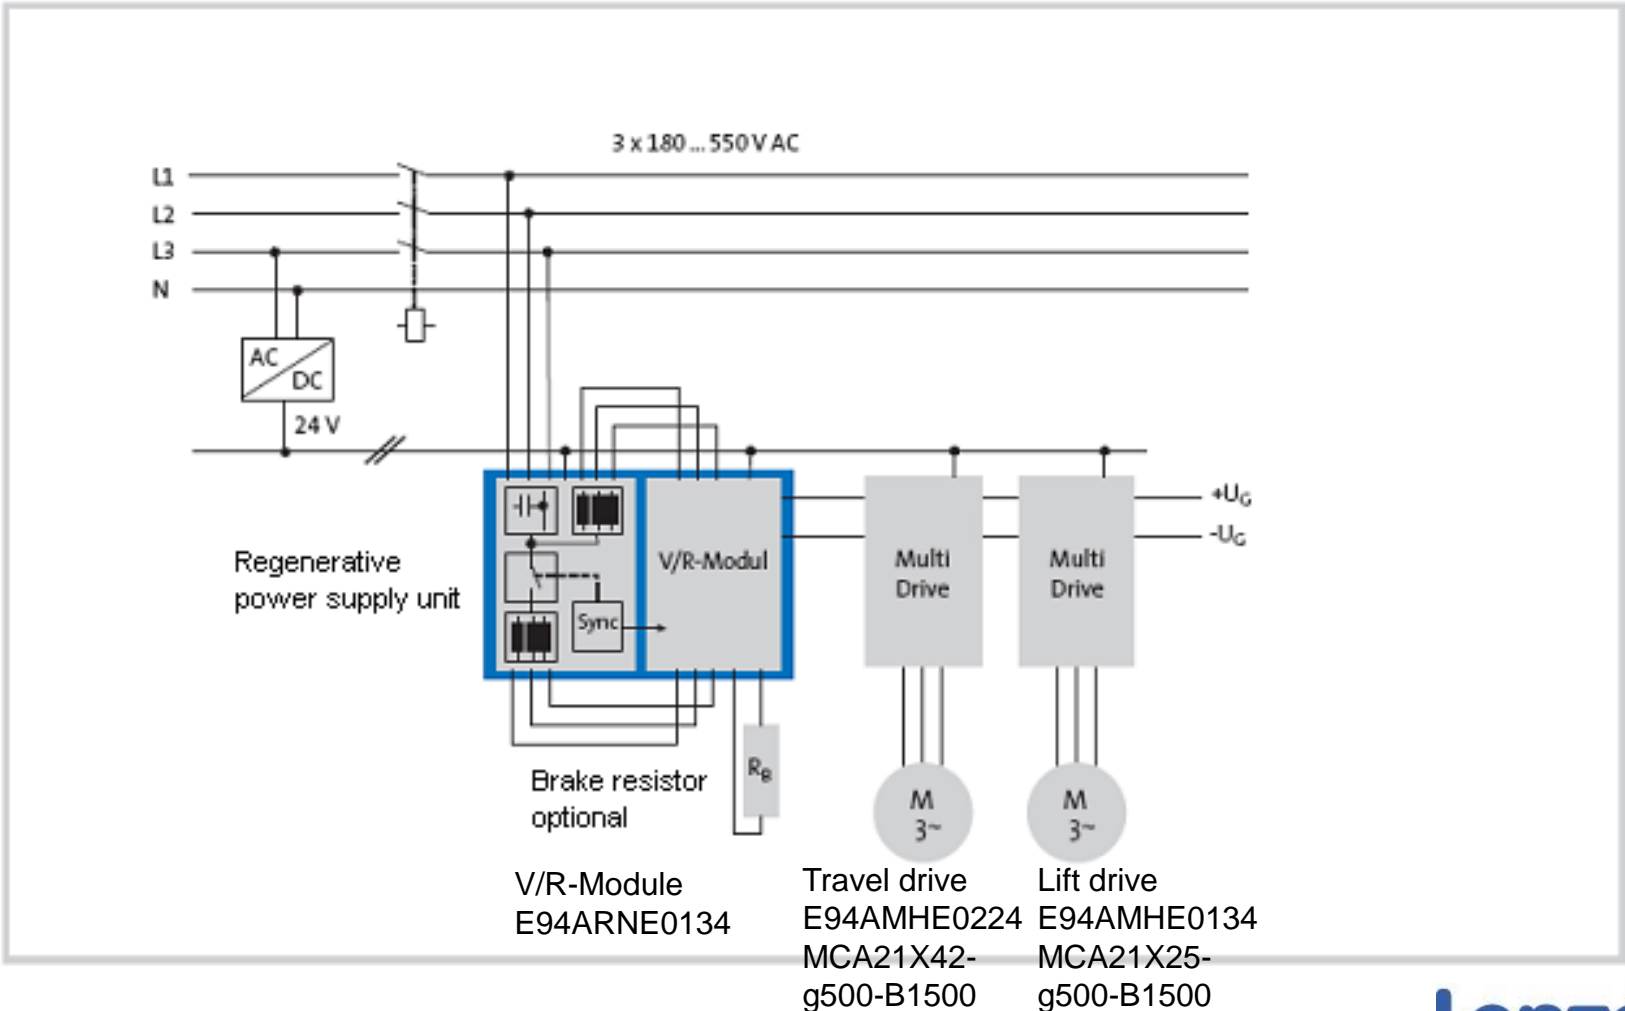 3 x 180 ... 550 V AC
L1
L2
L3
N
AC
DC
24 V
+UG
-UG
Regenerative
power supply unit
V/R-Modul
Multi
Drive
Multi
Drive
Sync
Brake resistor
optional
RB
M
3~
M
3~
V/R-Module
E94ARNE0134
Travel drive
E94AMHE0224
MCA21X42-
g500-B1500
Lift drive
E94AMHE0134
MCA21X25-
g500-B1500